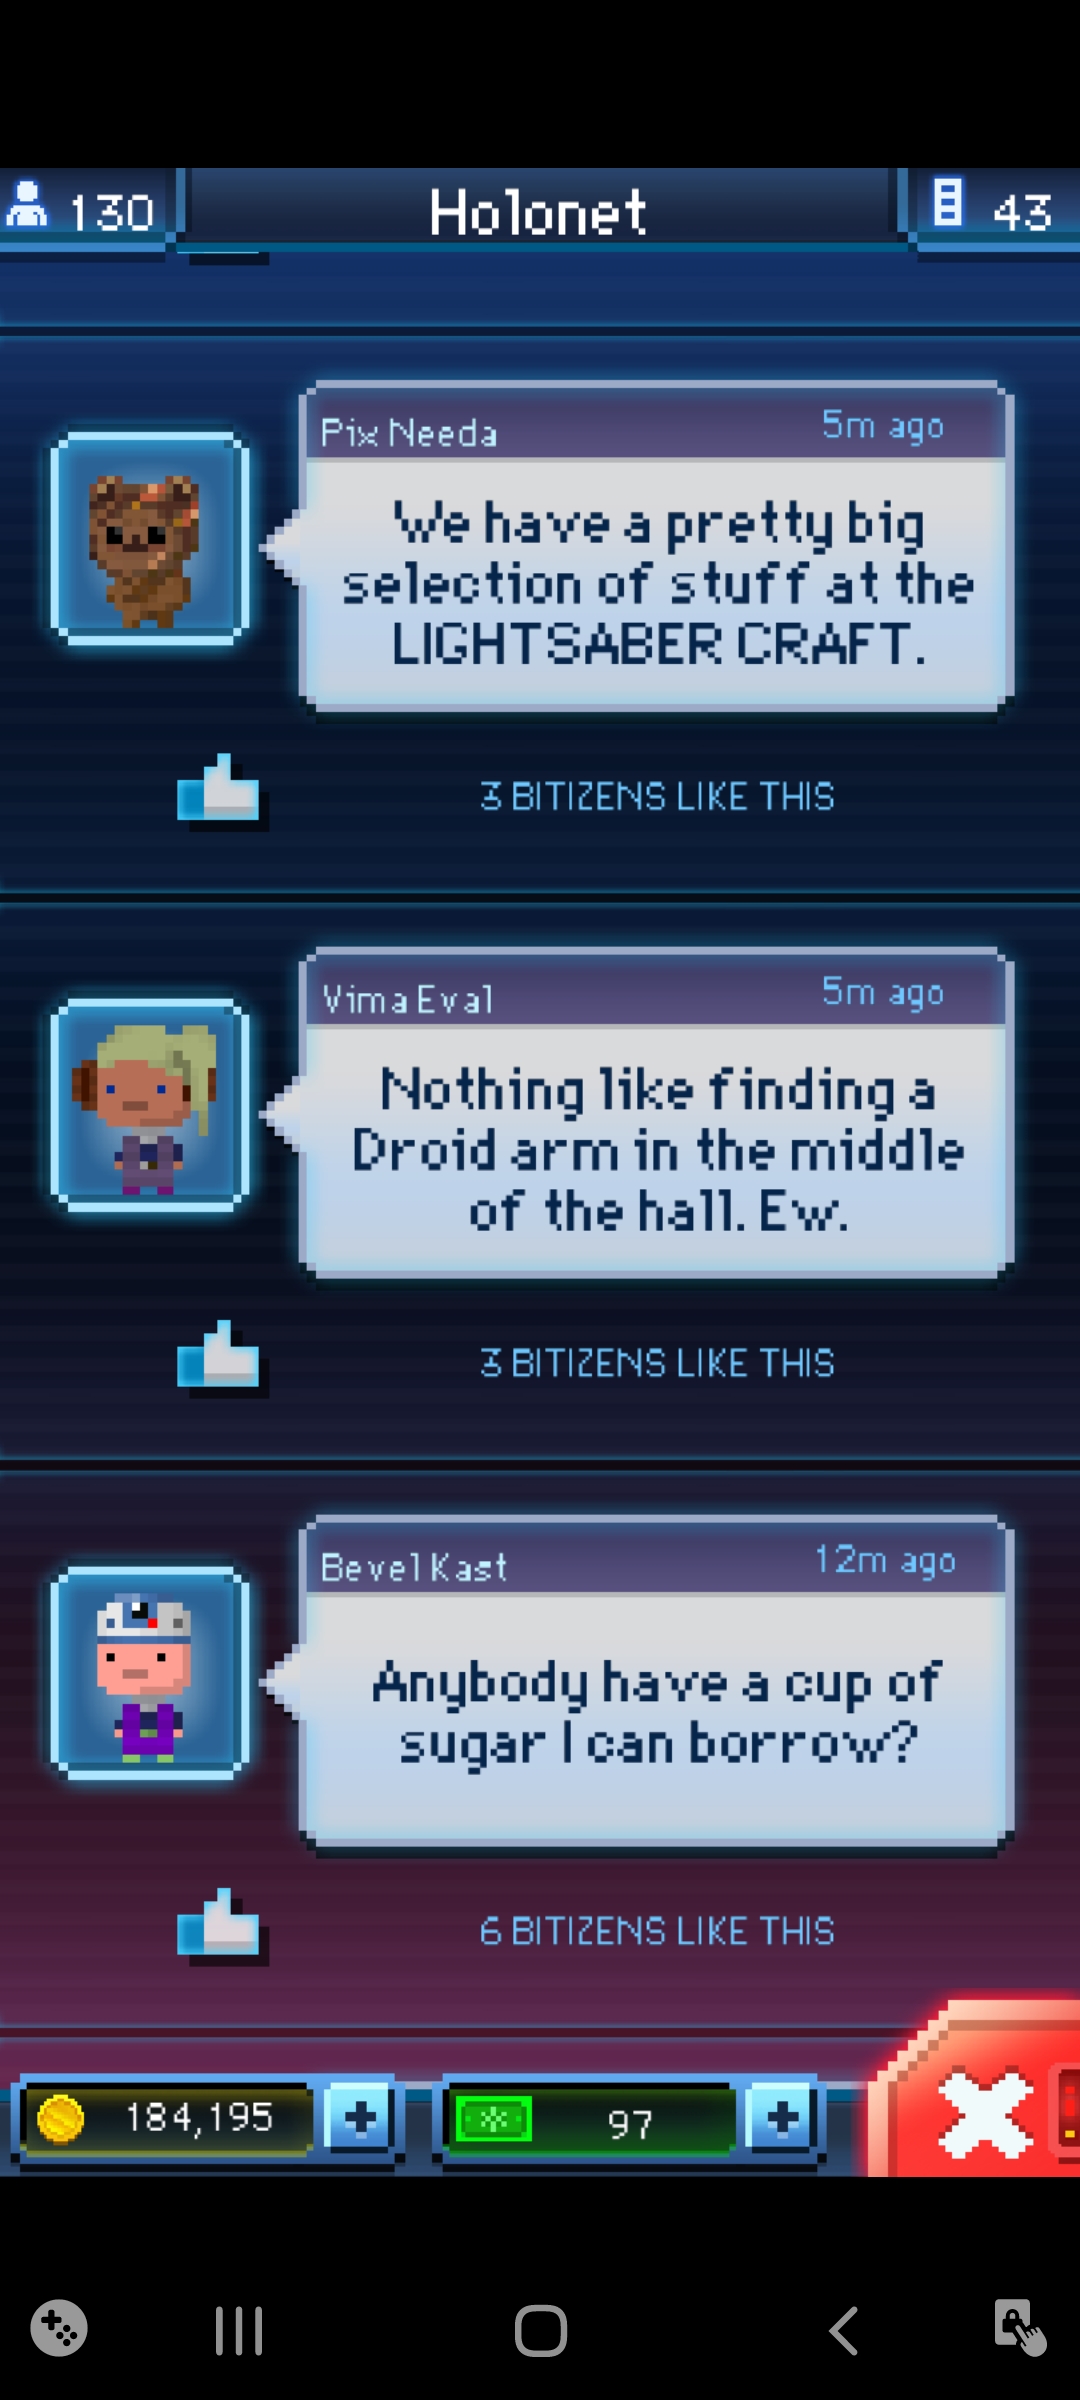 130
Holonet
43
Pix Needa
5m ago
We have a pretty big
selection of stuff at the
LIGHTSABER CRAFT.
3 BITIZENS LIKE THIS
Vima Eval
5m ago
Nothing like finding a
Droid arm in the middle
of the hall. Ew.
3 BITIZENS LIKE THIS
Bevel Kast
12m ago
Anybody have a cup of
sugar I can borrow?
6 BITIZENS LIKE THIS
184,195
97